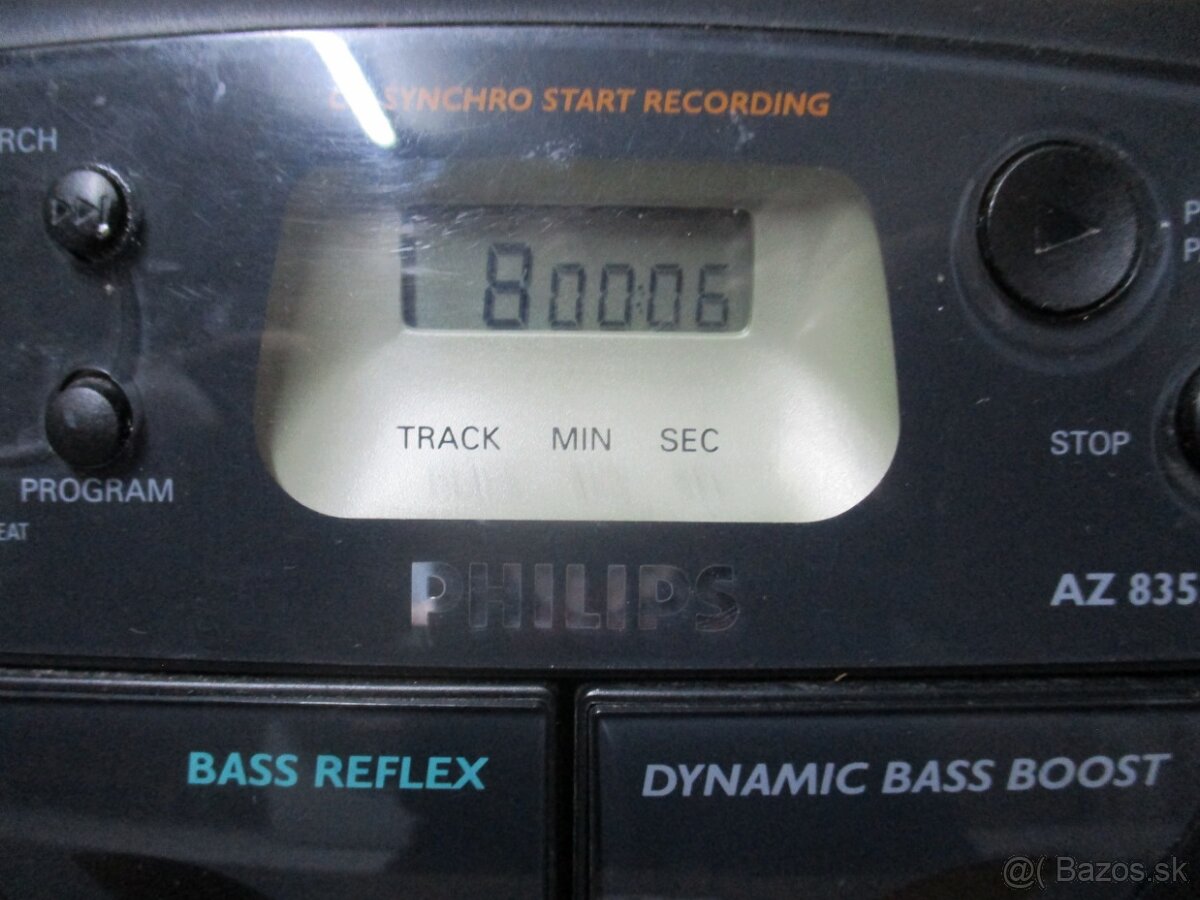 SYNCHRO START RECORDING
RCH
8 00:06
TRACK MIN SEC
STOP
PROGRAM
EAT
PHILIPS
AZ 835
BASS REFLEX
DYNAMIC BASS BOOST
@( Bazos.sk